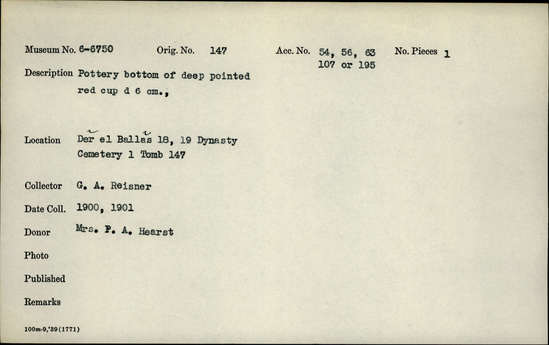 Museum No. 6-6750 Orig. No. 147 Acc. No. 54, 56, 63 No. Pieces 1
107 or 195
Description Pottery bottom of deep pointed
red cup d 6 cm.,
Location Der el Ballas 18, 19 Dynasty
Cemetery 1 Tomb 147
Collector G. A. Reisner
Date Coll. 1900, 1901
Donor Mrs. P. A. Hearst
Photo
Published
Remarks
100m-9,'39(1771)